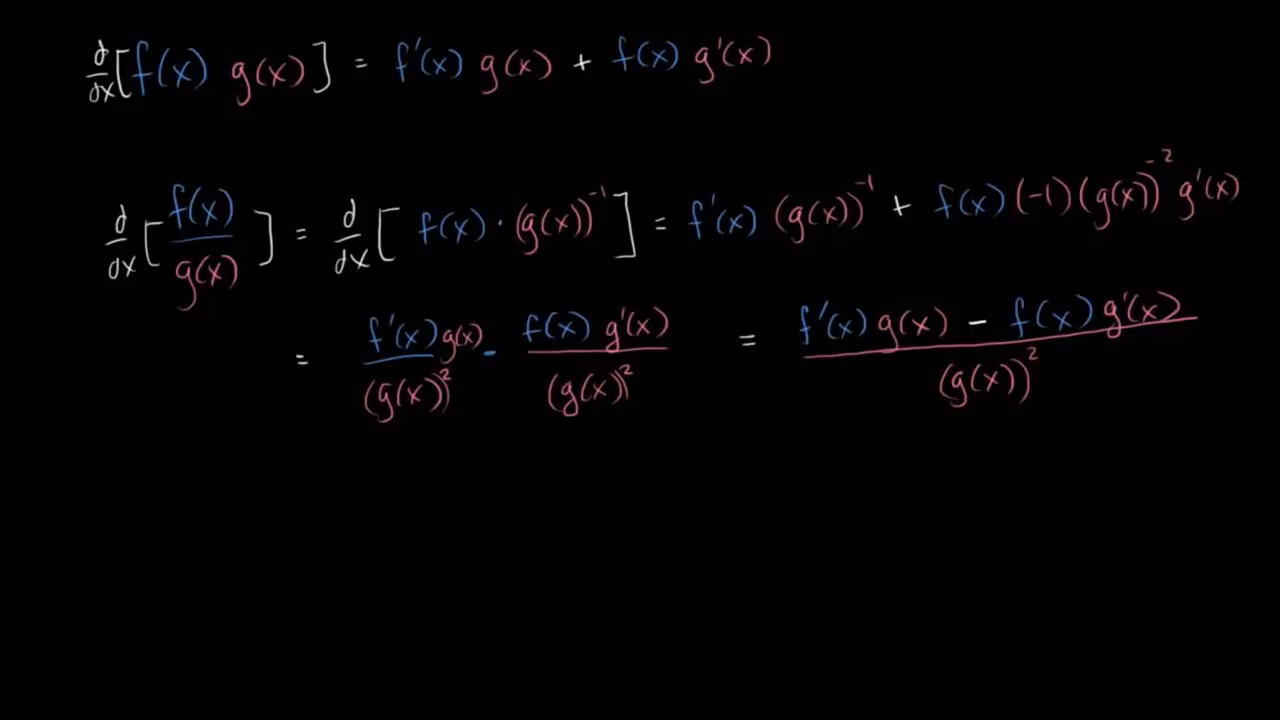 d/dx [f(x) g(x)] = f'(x) g(x) + f(x) g'(x)
d/dx [f(x)/g(x)] = d/dx [f(x) · (g(x))⁻¹] = f'(x) (g(x))⁻¹ + f(x) (-1) (g(x))⁻² g'(x)
= f'(x) g(x)/(g(x))² - f(x) g'(x)/(g(x))² = f'(x) g(x) - f(x) g'(x)/(g(x))²